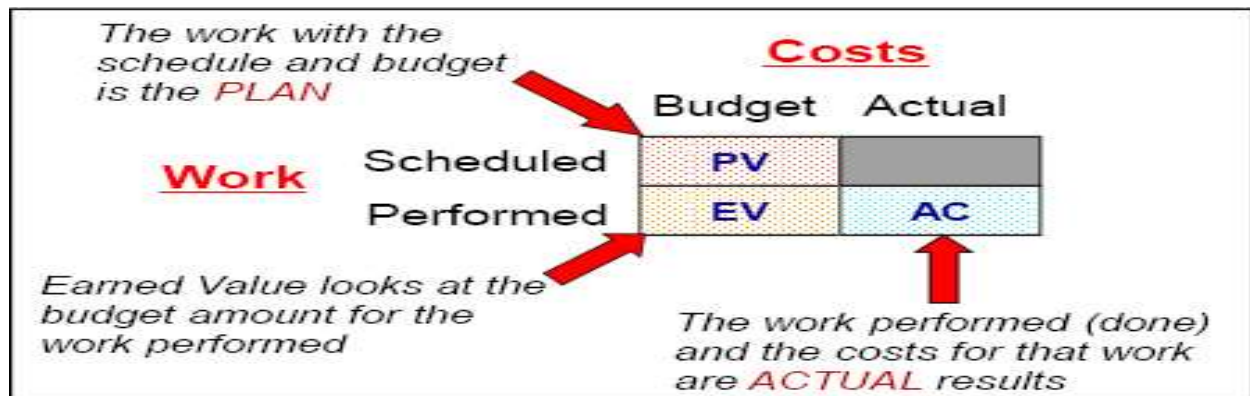 The work with the
schedule and budget
is the PLAN
Costs
Budget Actual
Work
Scheduled PV
Performed EV AC
Earned Value looks at the
budget amount for the
work performed
The work performed (done)
and the costs for that work
are ACTUAL results